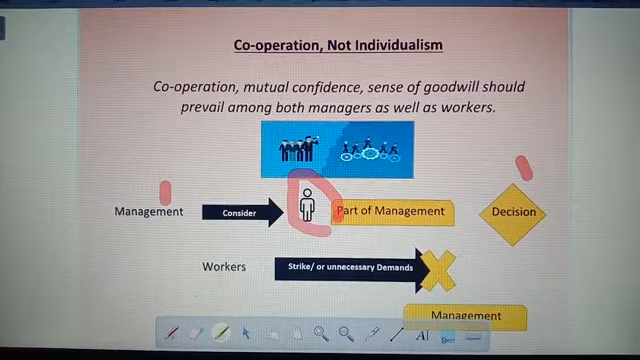 Co-operation, Not Individualism
Co-operation, mutual confidence, sense of goodwill should
prevail among both managers as well as workers.
Management
Consider
Part of Management
Decision
Workers
Strike/ or unnecessary Demands
Management
A